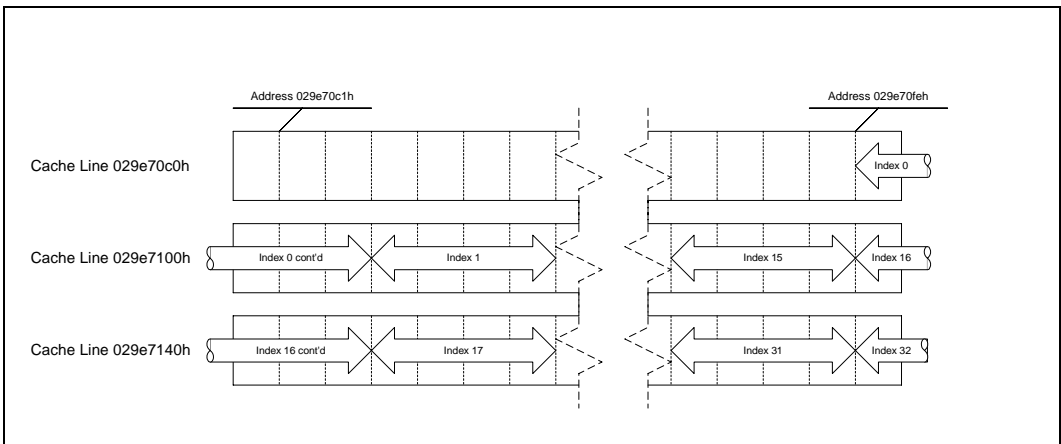 Address 029e70c1h
Address 029e70feh
Cache Line 029e70c0h
Index 0
Cache Line 029e7100h
Index 0 cont'd
Index 1
Index 15
Index 16
Cache Line 029e7140h
Index 16 cont'd
Index 17
Index 31
Index 32